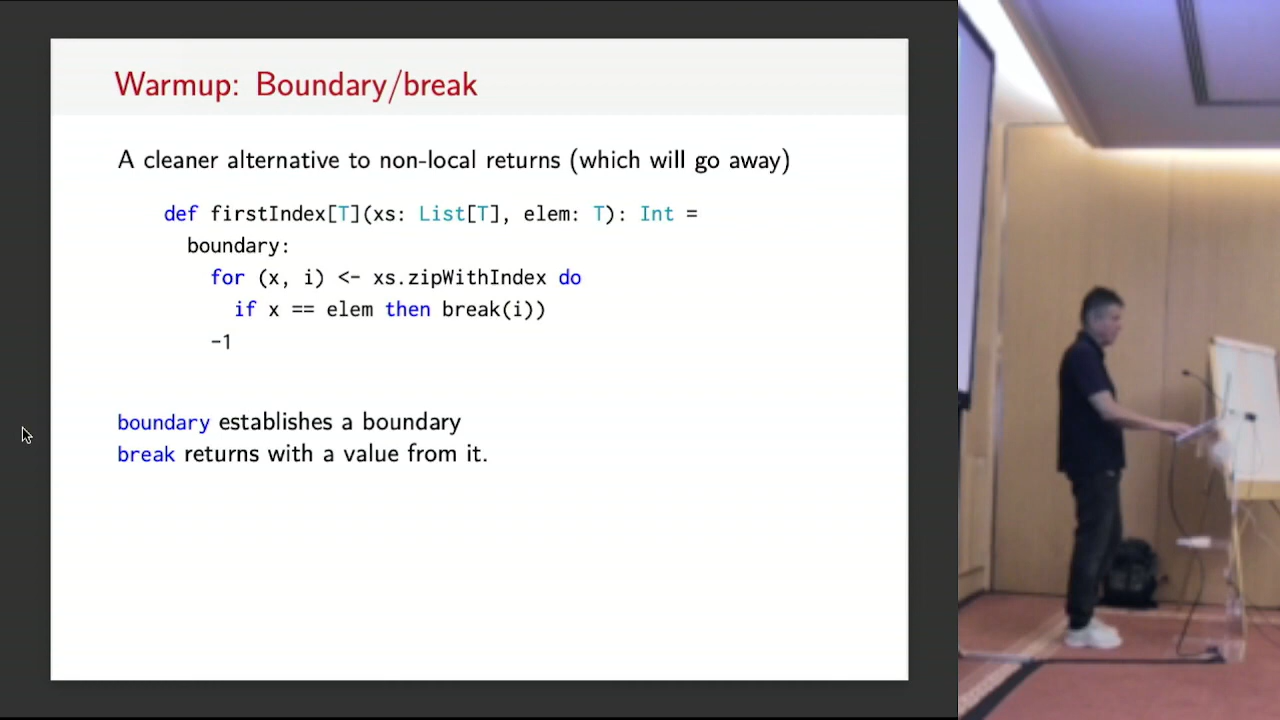 Warmup: Boundary/break
A cleaner alternative to non-local returns (which will go away)
def firstIndex[T](xs: List[T], elem: T): Int =
boundary:
for (x, i) <- xs.zipWithIndex do
if x == elem then break(i))
-1
boundary establishes a boundary
break returns with a value from it.